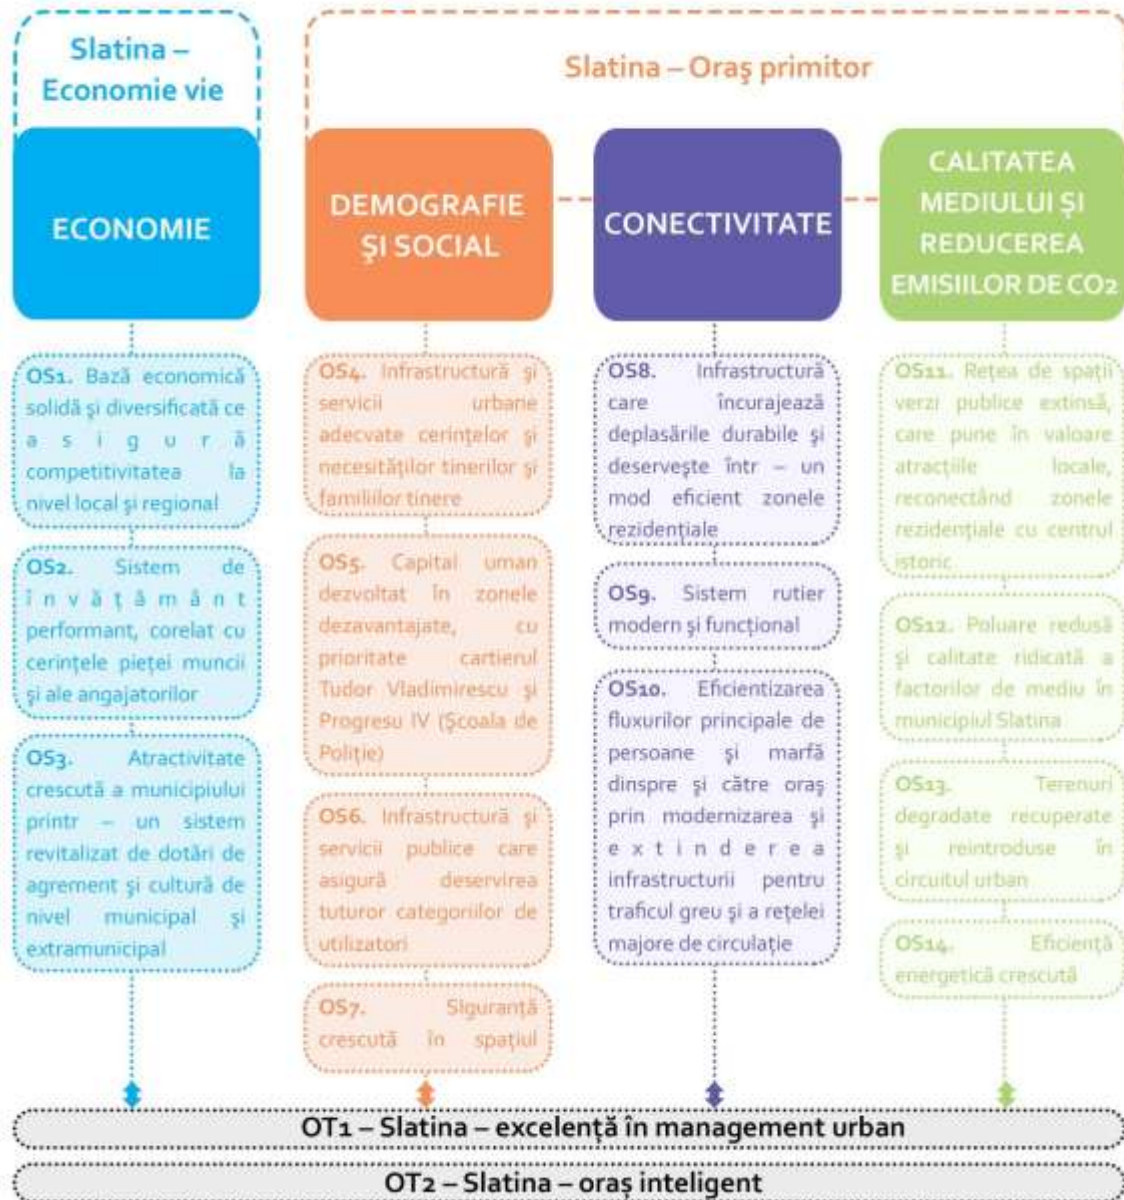 Slatina –
Economie vie
Slatina – Oraş primitor
ECONOMIE
DEMOGRAFIE
ŞI SOCIAL
CONECTIVITATE
CALITATEA
MEDIULUI ŞI
REDUCEREA
EMISIILOR DE CO2
OS1. Bază economică
solidă şi diversificată ce
asigură
competitivitatea la
nivel local şi regional
OS2. Sistem de
învăţământ
performant, corelat cu
cerinţele pieţei muncii
şi ale angajatorilor
OS3. Atractivitate
crescută a municipiului
printr – un sistem
revitalizat de dotări de
agrement şi cultură de
nivel municipal şi
extramunicipal
OS4. Infrastructură şi
servicii urbane
adecvate cerinţelor şi
necesităţilor tinerilor şi
familiilor tinere
OS5. Capital uman
dezvoltat în zonele
dezavantajate, cu
prioritate cartierul
Tudor Vladimirescu şi
Progresu IV (Şcoala de
Poliţie)
OS6. Infrastructură şi
servicii publice care
asigură deservirea
tuturor categoriilor de
utilizatori
OS7. Siguranţă
crescută în spaţiul
OS8. Infrastructură
care încurajează
deplasările durabile şi
deserveşte într – un
mod eficient zonele
rezidenţiale
OS9. Sistem rutier
modern şi funcţional
OS10. Eficientizarea
fluxurilor principale de
persoane şi marfă
dinspre şi către oraş
prin modernizarea şi
extinderea
infrastructurii pentru
traficul greu şi a reţelei
majore de circulaţie
OS11. Reţea de spaţii
verzi publice extinsă,
care pune în valoare
atracţiile locale,
reconectând zonele
rezidenţiale cu centrul
istoric
OS12. Poluare redusă
şi calitate ridicată a
factorilor de mediu în
municipiul Slatina
OS13. Terenuri
degradate recuperate
şi reintroduse în
circuitul urban
OS14. Eficienţă
energetică crescută
OT1 – Slatina – excelenţă în management urban
OT2 – Slatina – oraş inteligent